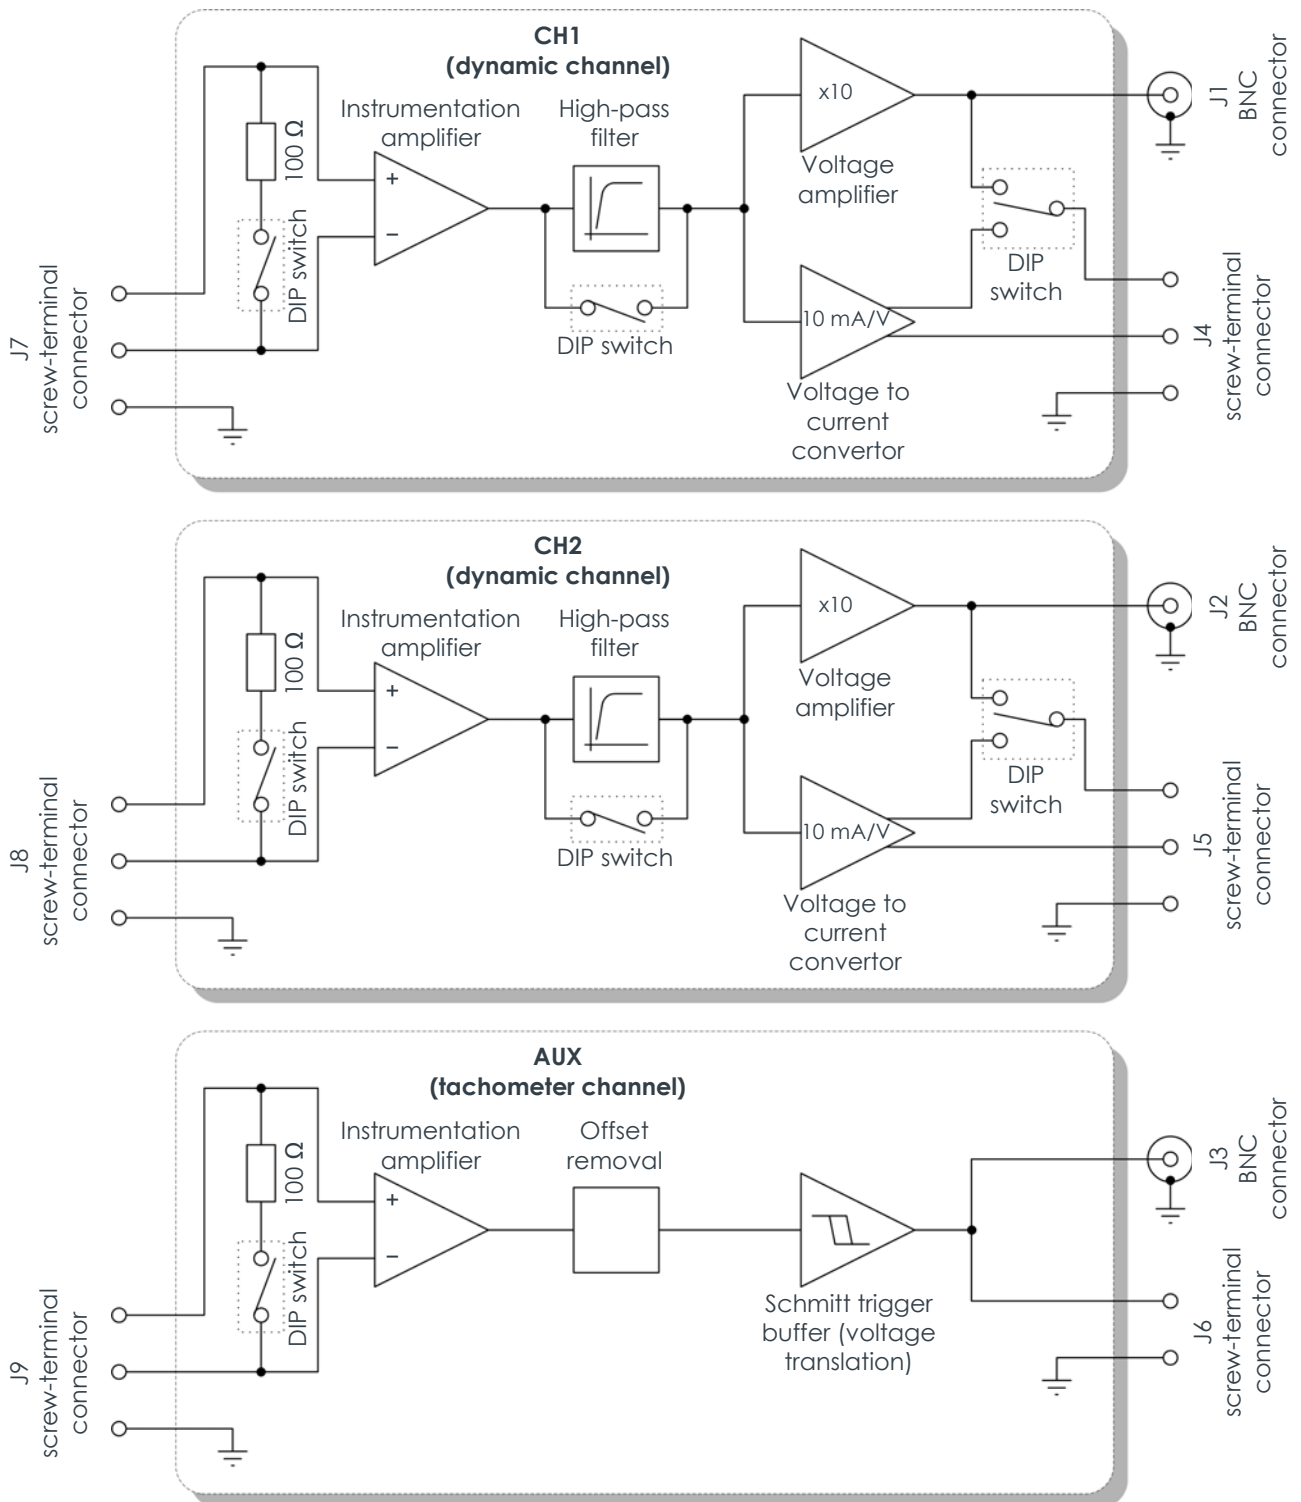 CH1
(dynamic channel)
Instrumentation
amplifier
High-pass
filter
x10
Voltage
amplifier
J1
BNC
connector
100 Ω
DIP switch
+
−
DIP switch
DIP
switch
10 mA/V
Voltage to
current
convertor
J7
screw-terminal
connector
J4
screw-terminal
connector
CH2
(dynamic channel)
Instrumentation
amplifier
High-pass
filter
x10
Voltage
amplifier
J2
BNC
connector
100 Ω
DIP switch
+
−
DIP switch
DIP
switch
10 mA/V
Voltage to
current
convertor
J8
screw-terminal
connector
J5
screw-terminal
connector
AUX
(tachometer channel)
Instrumentation
amplifier
Offset
removal
J3
BNC
connector
100 Ω
DIP switch
+
−
Schmitt trigger
buffer (voltage
translation)
J9
screw-terminal
connector
J6
screw-terminal
connector